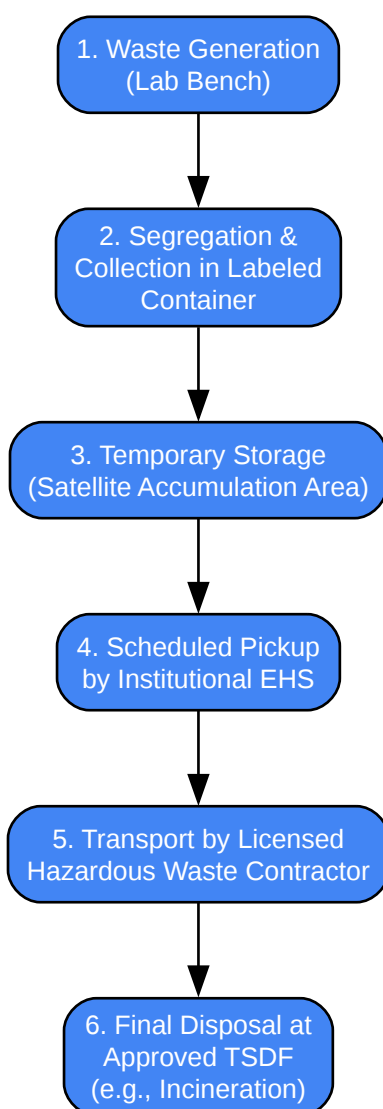 1. Waste Generation
(Lab Bench)
2. Segregation &
Collection in Labeled
Container
3. Temporary Storage
(Satellite Accumulation Area)
4. Scheduled Pickup
by Institutional EHS
5. Transport by Licensed
Hazardous Waste Contractor
6. Final Disposal at
Approved TSDF
(e.g., Incineration)